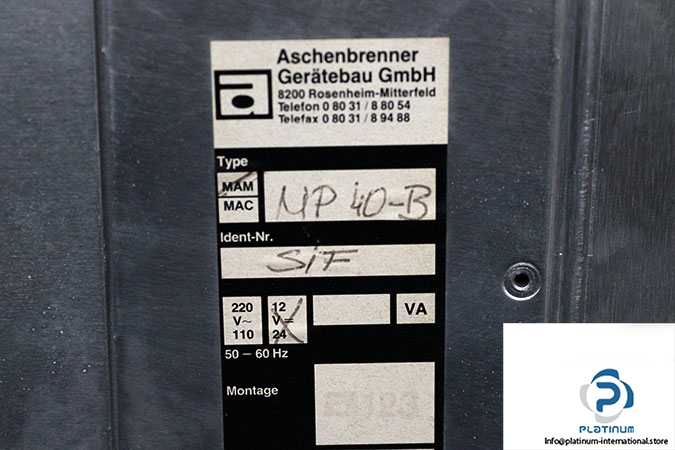 Aschenbrenner
Gerätebau GmbH
8200 Rosenheim-Mitterfeld
Telefon 0 80 31 / 8 80 54
Telefax 0 80 31 / 8 94 88
Type
MAM
MAC
MP 40-B
Ident-Nr.
SiF
220
V~
110
12
V=
24
VA
50 – 60 Hz
Montage
123
PLATINUM
Info@platinum-international.store